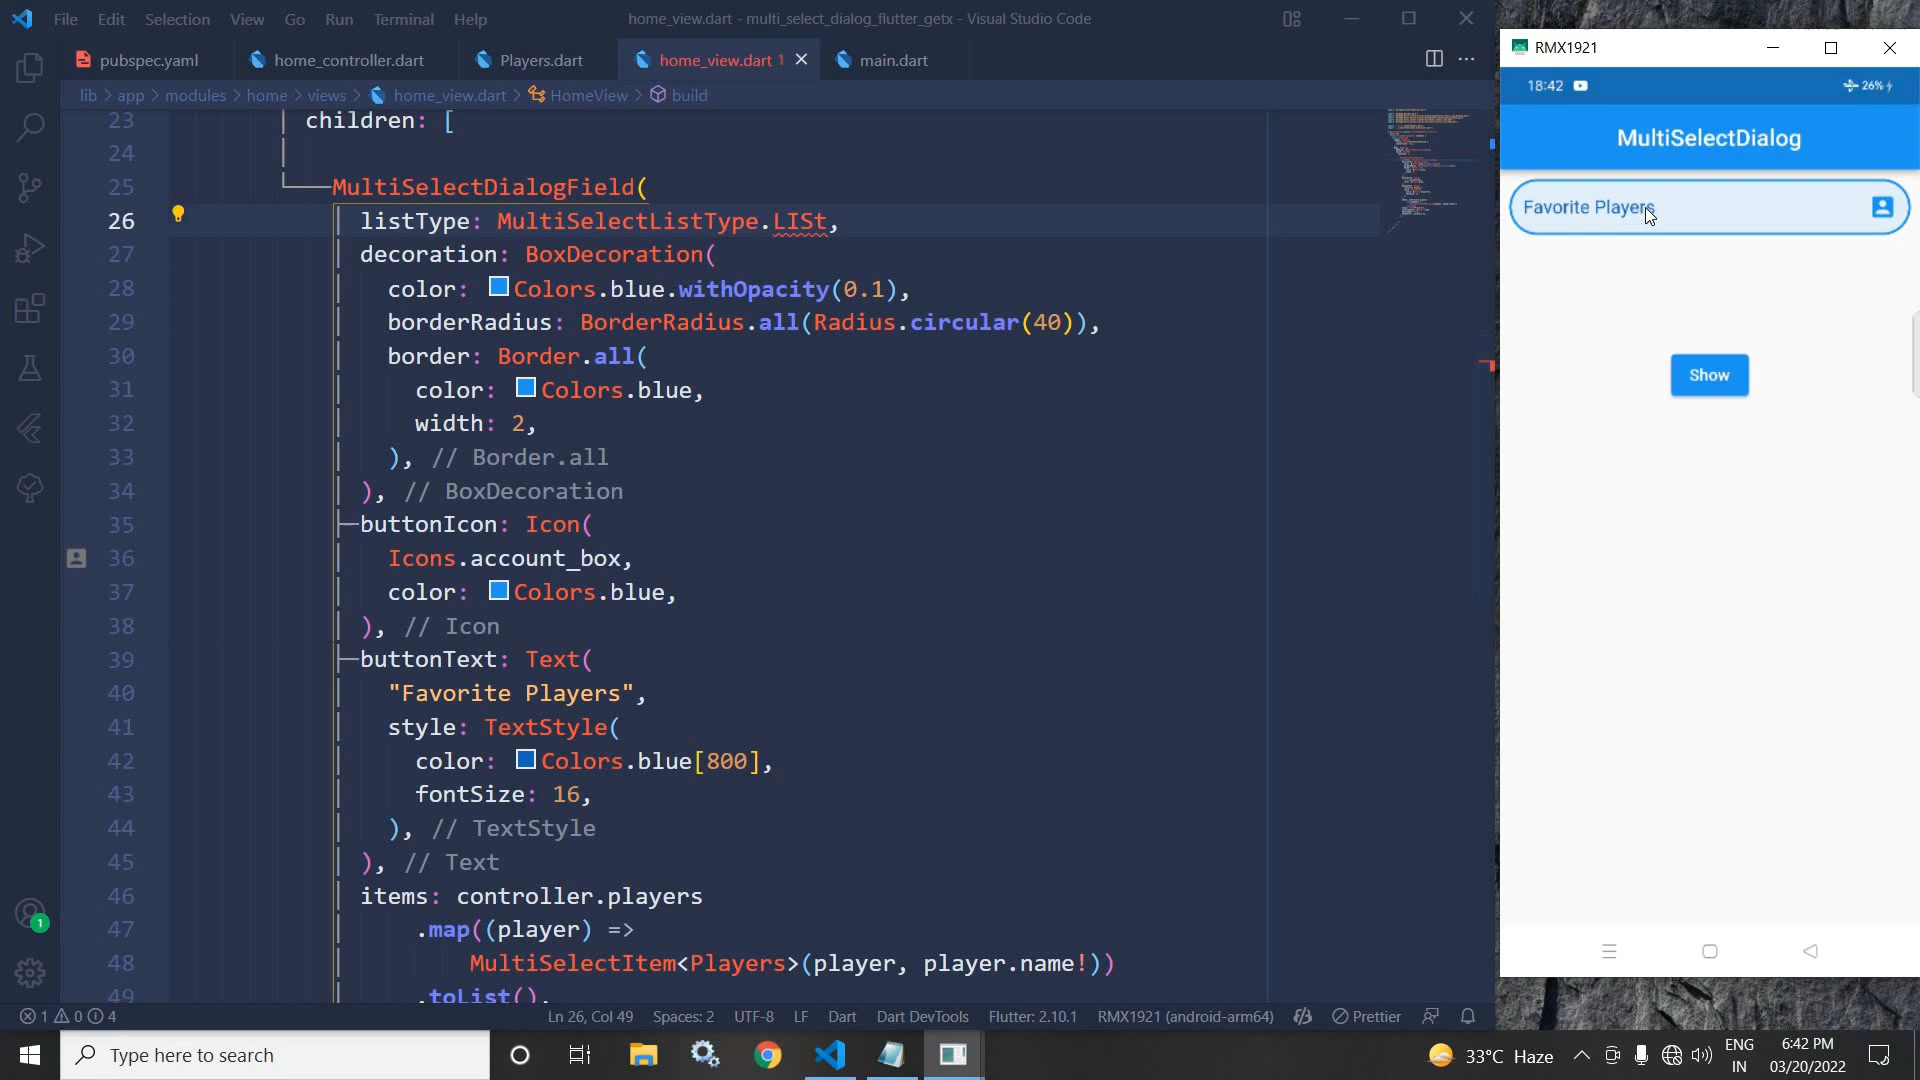 File Edit Selection View Go Run Terminal Help
home_view.dart - multi_select_dialog_flutter_getx - Visual Studio Code
pubspec.yaml home_controller.dart Players.dart home_view.dart 1 main.dart
lib > app > modules > home > views > home_view.dart > HomeView > build
23 children: [
24
25 MultiSelectDialogField(
26 listType: MultiSelectListType.LISt,
27 decoration: BoxDecoration(
28 color: Colors.blue.withOpacity(0.1),
29 borderRadius: BorderRadius.all(Radius.circular(40)),
30 border: Border.all(
31 color: Colors.blue,
32 width: 2,
33 ), // Border.all
34 ), // BoxDecoration
35 buttonIcon: Icon(
36 Icons.account_box,
37 color: Colors.blue,
38 ), // Icon
39 buttonText: Text(
40 "Favorite Players",
41 style: TextStyle(
42 color: Colors.blue[800],
43 fontSize: 16,
44 ), // TextStyle
45 ), // Text
46 items: controller.players
47 .map((player) =>
48 MultiSelectItem<Players>(player, player.name!))
49 .toList(),
1
1 0 4 Ln 26, Col 49 Spaces: 2 UTF-8 LF Dart Dart DevTools Flutter: 2.10.1 RMX1921 (android-arm64) Prettier
RMX1921
18:42 26%
MultiSelectDialog
Favorite Players
Show
Type here to search
33°C Haze
ENG
IN
6:42 PM
03/20/2022